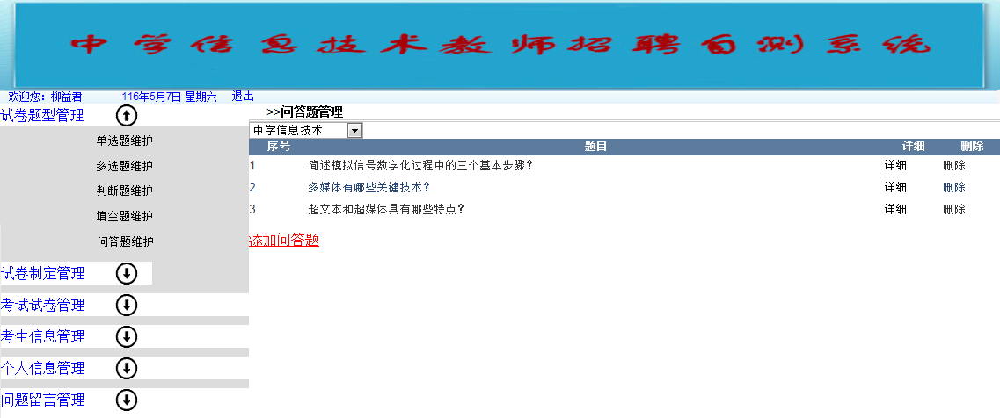 中学信息技术教师招聘自测系统
欢迎您：柳益君 116年5月7日 星期六 退出
试卷题型管理
单选题维护
多选题维护
判断题维护
填空题维护
问答题维护
试卷制定管理
考试试卷管理
考生信息管理
个人信息管理
问题留言管理
>>问答题管理
中学信息技术
序号 题目 详细 删除
1 简述模拟信号数字化过程中的三个基本步骤？ 详细 删除
2 多媒体有哪些关键技术？ 详细 删除
3 超文本和超媒体具有哪些特点？ 详细 删除
添加问答题